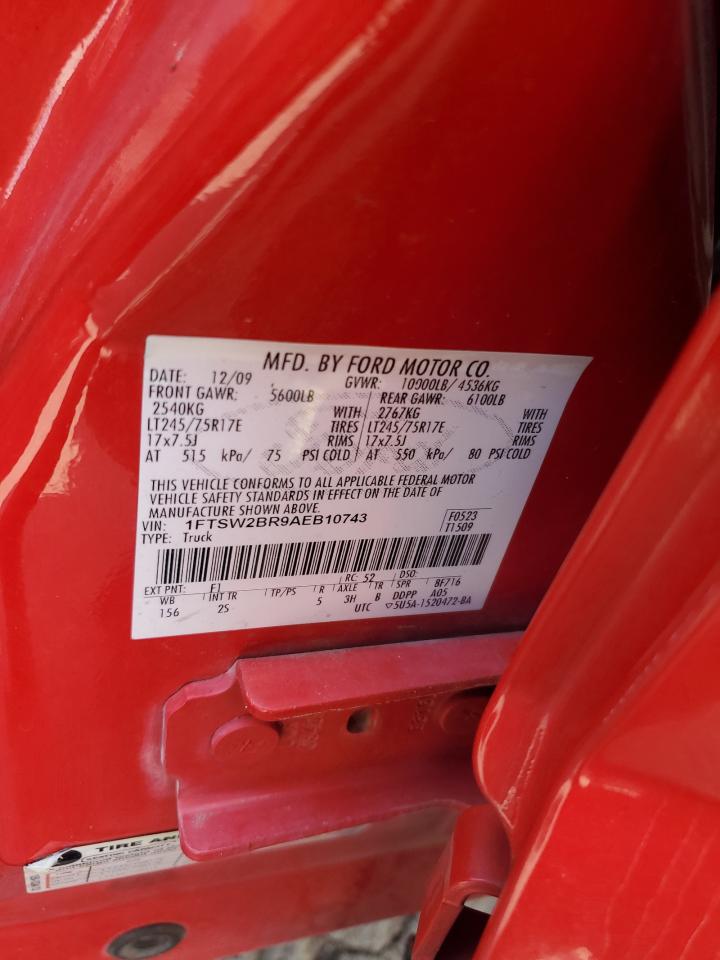 MFD. BY FORD MOTOR CO.
DATE: 12/09 GVWR: 10000LB/ 4536KG
FRONT GAWR: 5600LB REAR GAWR: 6100LB
2540KG WITH 2767KG WITH
LT245/75R17E TIRES LT245/75R17E TIRES
17x7.5J RIMS 17x7.5J RIMS
AT 515 kPa/ 75 PSI COLD AT 550 kPa/ 80 PSI COLD
THIS VEHICLE CONFORMS TO ALL APPLICABLE FEDERAL MOTOR
VEHICLE SAFETY STANDARDS IN EFFECT ON THE DATE OF
MANUFACTURE SHOWN ABOVE.
VIN: 1FTSW2BR9AEB10743 F0523
TYPE: Truck T1509
EXT PNT: F1 RC: 52 DSO:
WB INT TR TP/PS R AXLE TR SPR BF/16
156 2S 5 3H B DDPP A05
UTC ▽5U5A-1520472-BA
TIRE AN